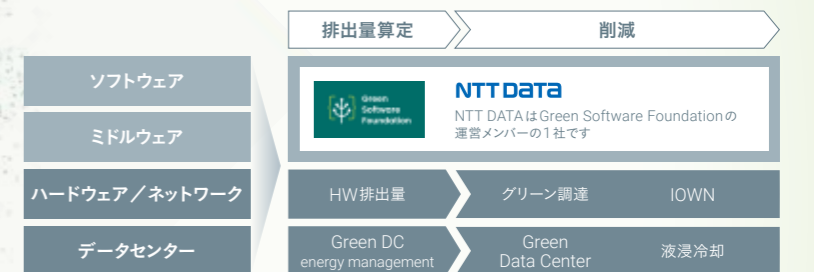 排出量算定
削減
ソフトウェア
ミドルウェア
ハードウェア／ネットワーク
データセンター
Green
Software
Foundation
NTT DATA
NTT DATAはGreen Software Foundationの
運営メンバーの1社です
HW排出量
グリーン調達
IOWN
Green DC
energy management
Green
Data Center
液浸冷却